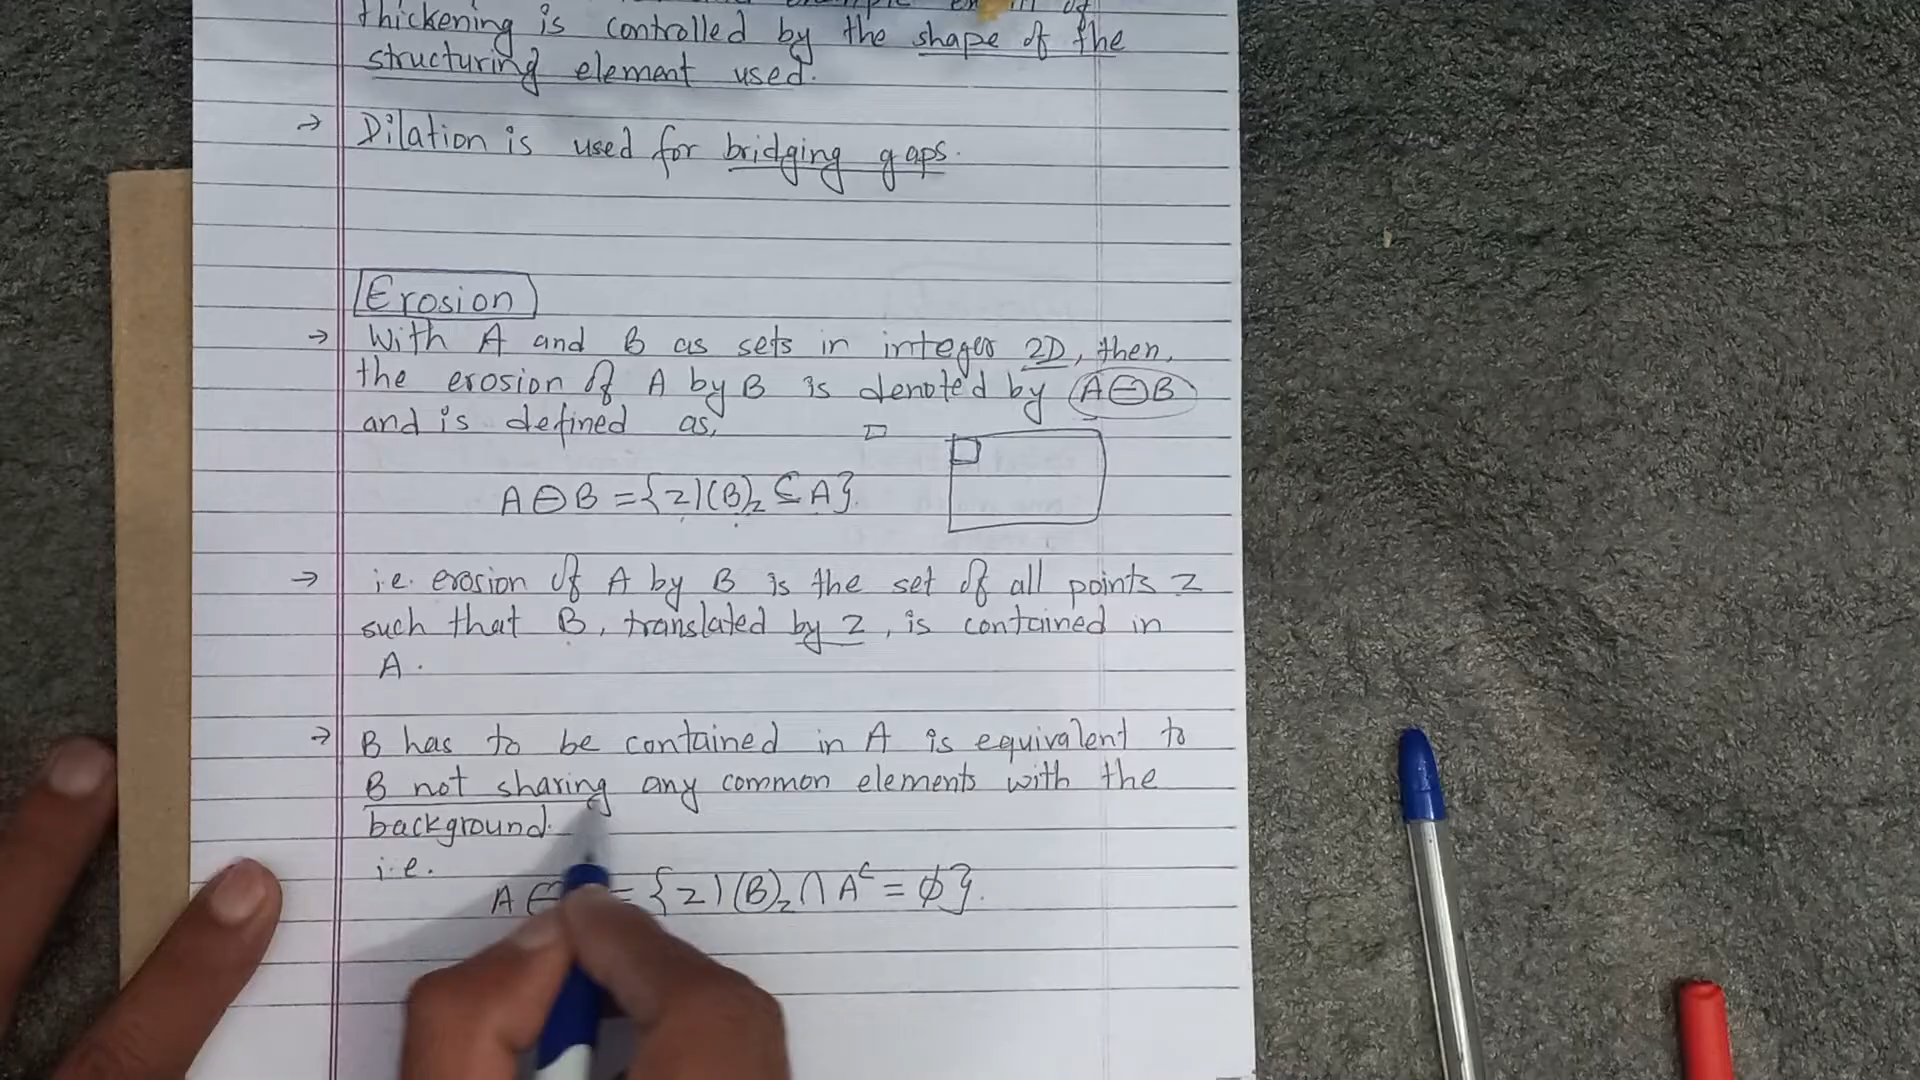 thickening is controlled by the shape of the
structuring element used.
→ Dilation is used for bridging gaps.
Erosion
→ With A and B as sets in integer 2D, then,
the erosion of A by B is denoted by A⊖B
and is defined as,
A⊖B = {z | (B)z ⊆ A}.
→ i.e. erosion of A by B is the set of all points z
such that B, translated by z, is contained in
A.
→ B has to be contained in A is equivalent to
B not sharing any common elements with the
background.
i.e.
A = {z | (B)z ∩ Aᶜ = ϕ}.